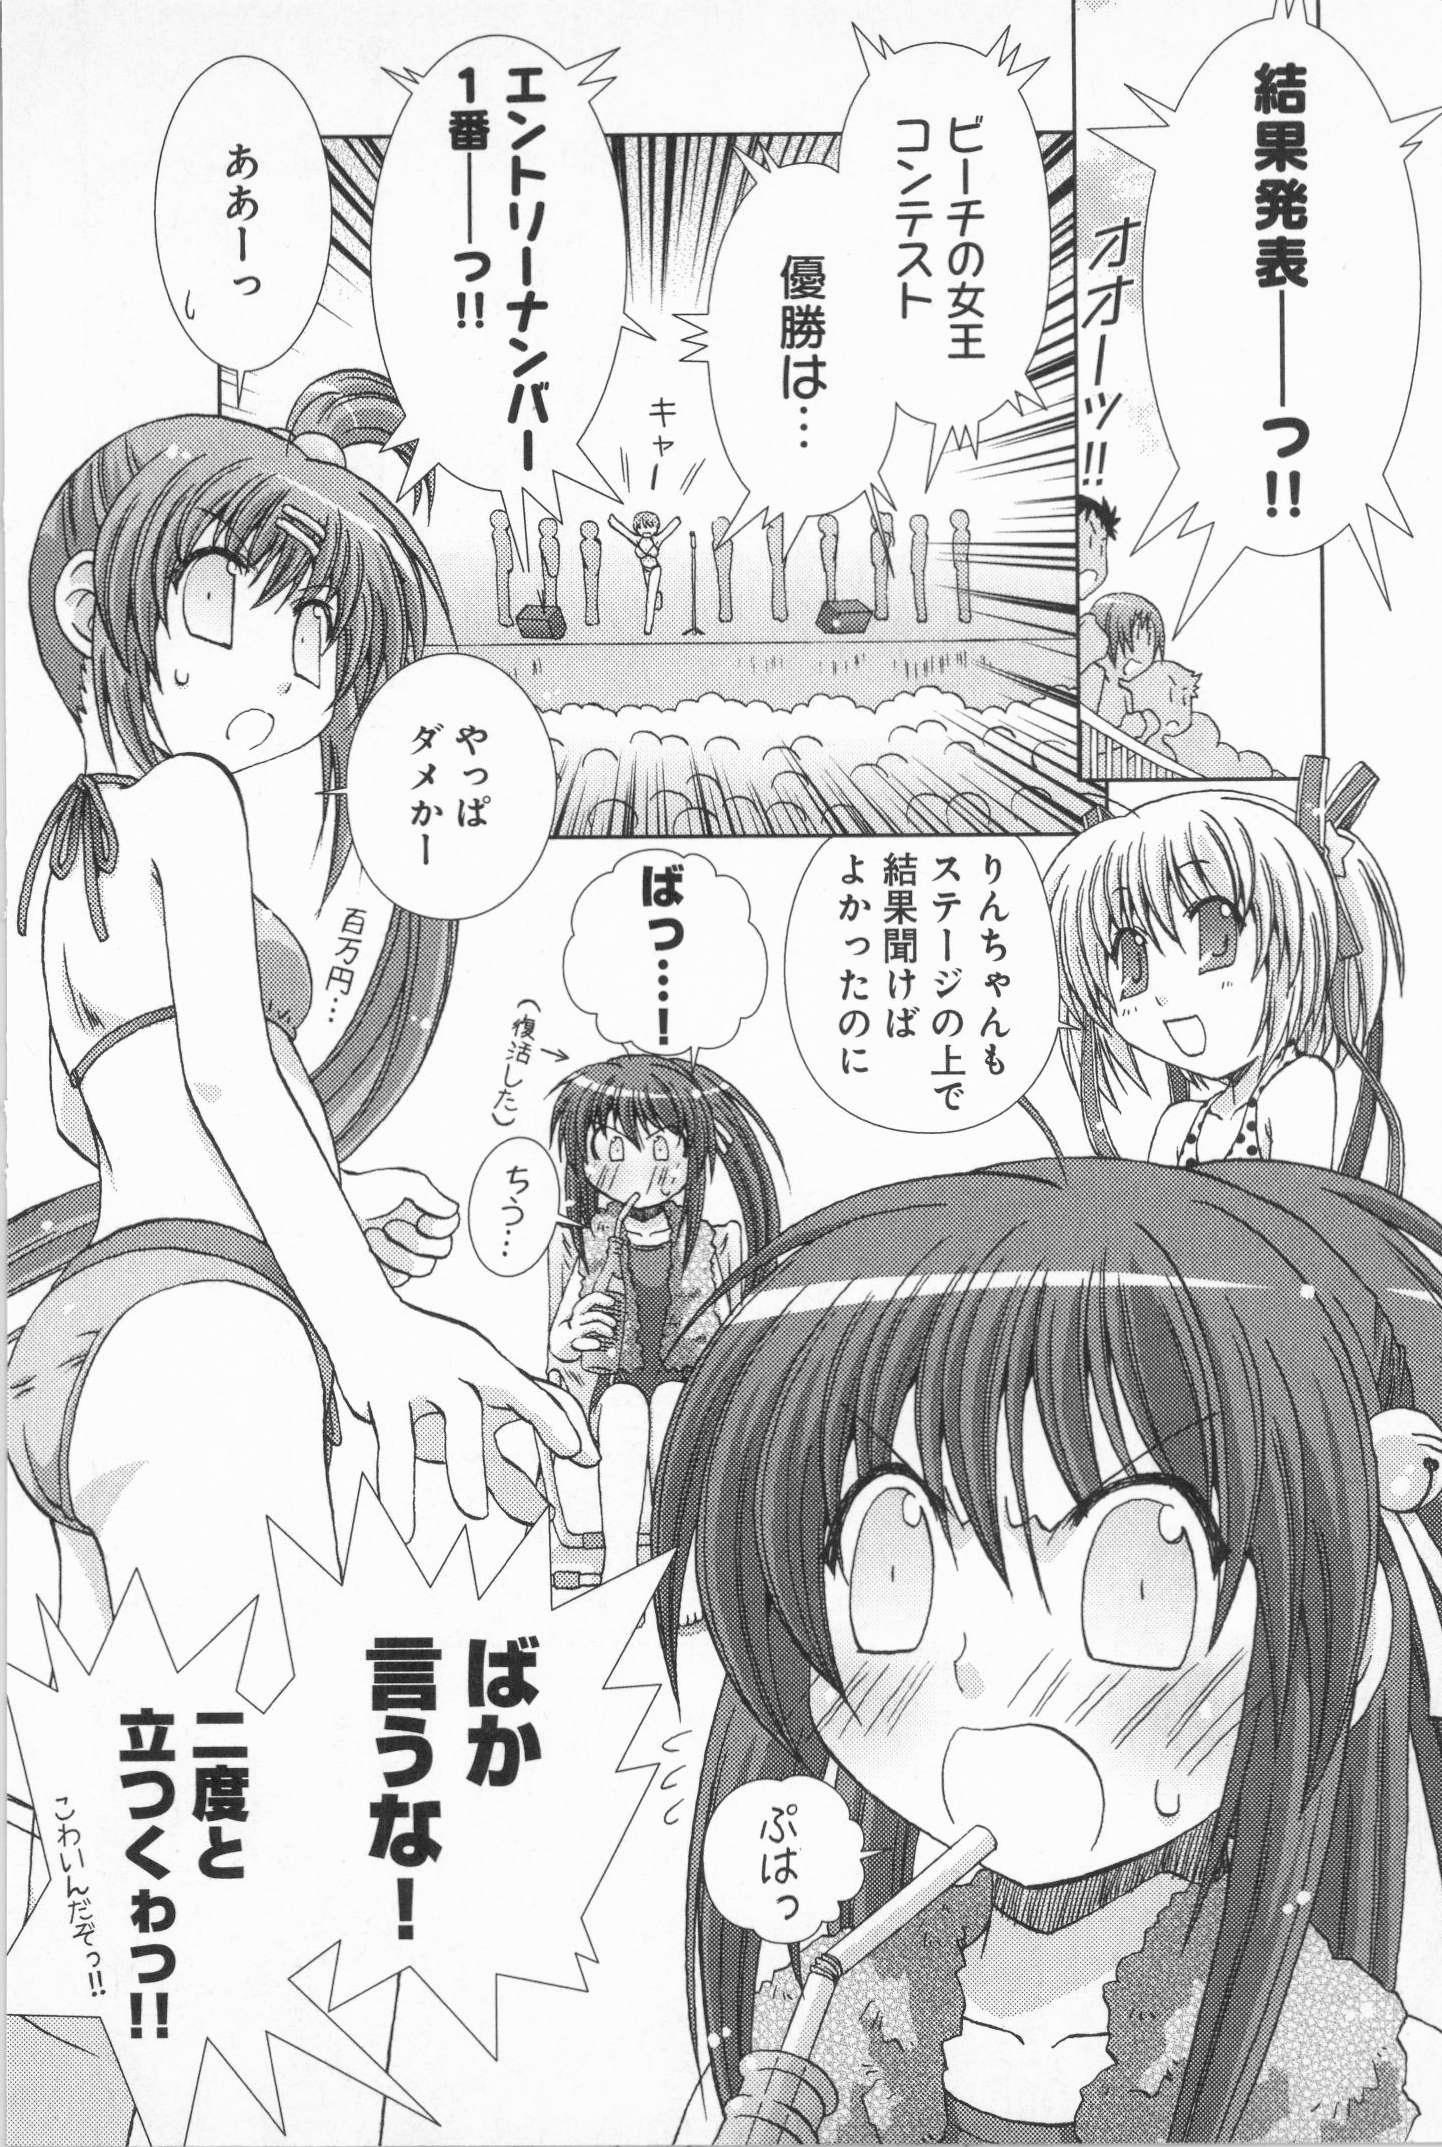 結果発表――っ!!
オオーッ!!
ビーチの女王
コンテスト
優勝は…
エントリーナンバー
1番――っ!!
キャー
ああーっ
やっぱ
ダメかー
百万円…
りんちゃんも
ステージの上で
結果聞けば
よかったのに
ばっ…!
(復活した)→
ちう…
ぷはっ
ばか
言うな!
二度と
立つくゎっ!!
こわいんだぞっ!!